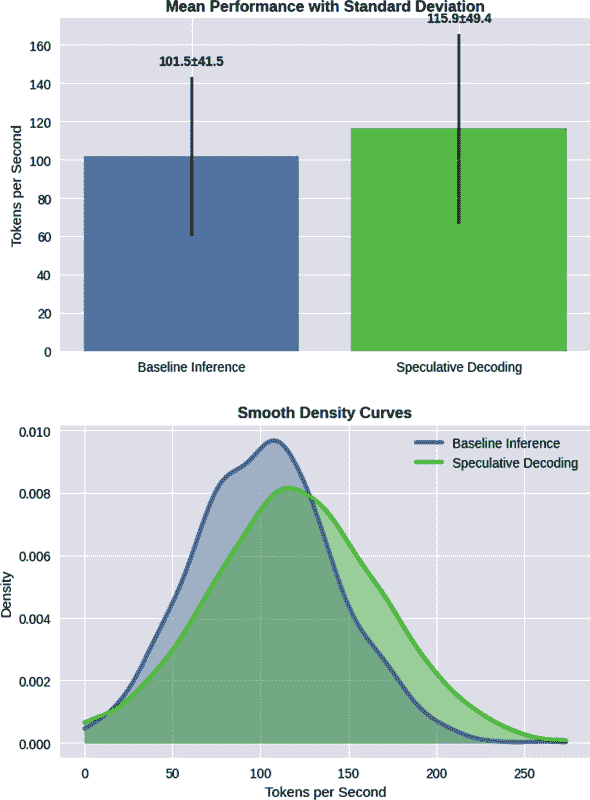 Mean Performance with Standard Deviation
115.9±49.4
101.5±41.5
160
140
120
100
80
60
40
20
0
Tokens per Second
Baseline Inference
Speculative Decoding
Smooth Density Curves
Baseline Inference
Speculative Decoding
0.010
0.008
0.006
0.004
0.002
0.000
Density
0 50 100 150 200 250
Tokens per Second